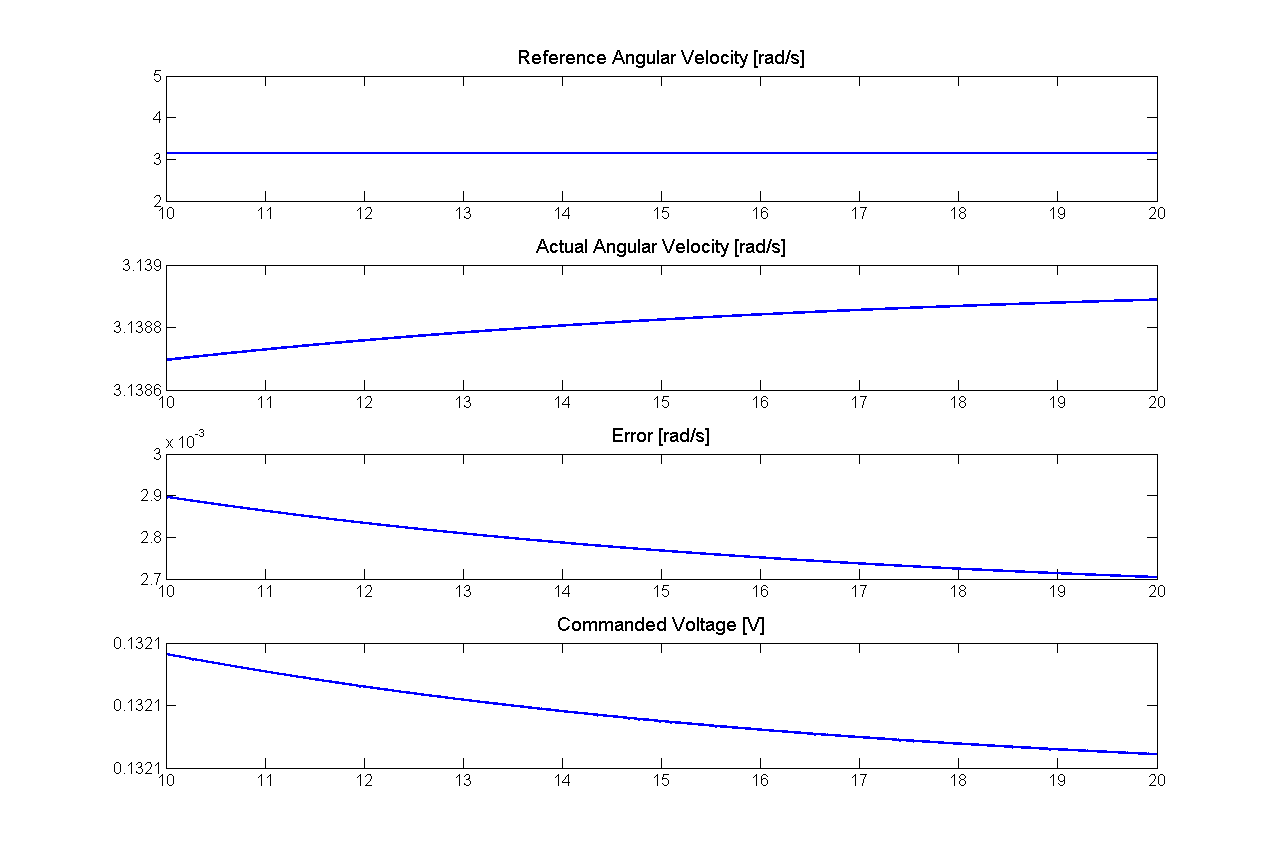 Reference Angular Velocity [rad/s]
5
4
3
2
10 11 12 13 14 15 16 17 18 19 20
Actual Angular Velocity [rad/s]
3.139
3.1388
3.1386
10 11 12 13 14 15 16 17 18 19 20
Error [rad/s]
x 10-3
3
2.9
2.8
2.7
10 11 12 13 14 15 16 17 18 19 20
Commanded Voltage [V]
0.1321
0.1321
0.1321
10 11 12 13 14 15 16 17 18 19 20